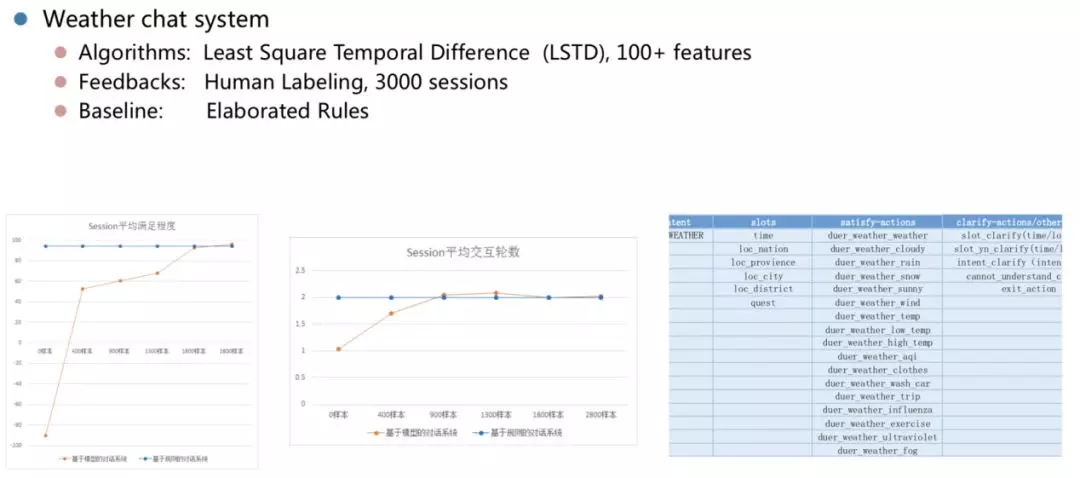 Weather chat system
Algorithms: Least Square Temporal Difference (LSTD), 100+ features
Feedbacks: Human Labeling, 3000 sessions
Baseline: Elaborated Rules
Session平均满足程度
100
80
60
40
20
0
-20
-40
-60
-80
-100
0样本 400样本 900样本 1300样本 1800样本 2800样本
基于模型的对话系统 基于规则的对话系统
Session平均交互轮数
2.5
2
1.5
1
0.5
0
0样本 400样本 900样本 1300样本 1800样本 2800样本
基于模型的对话系统 基于规则的对话系统
tent slots satisfy-actions clarify-actions/other
WEATHER time duer_weather_weather slot_clarify(time/lo
loc_nation duer_weather_cloudy slot_yn_clarify(time/l
loc_provience duer_weather_rain intent_clarify (inten
loc_city duer_weather_snow cannot_understand_c
loc_district duer_weather_sunny exit_action
quest duer_weather_wind
duer_weather_temp
duer_weather_low_temp
duer_weather_high_temp
duer_weather_aqi
duer_weather_clothes
duer_weather_wash_car
duer_weather_trip
duer_weather_influenza
duer_weather_exercise
duer_weather_ultraviolet
duer_weather_fog